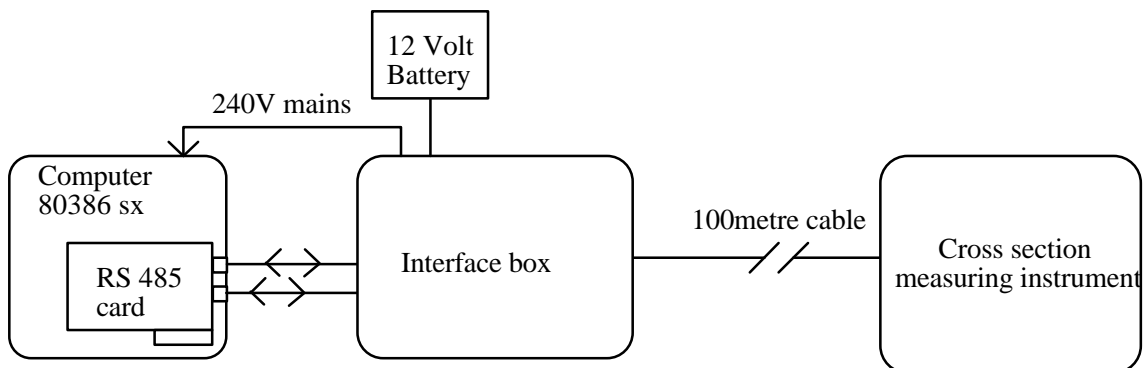 12 Volt
Battery
240V mains
Computer
80386 sx
RS 485
card
Interface box
100metre cable
Cross section
measuring instrument